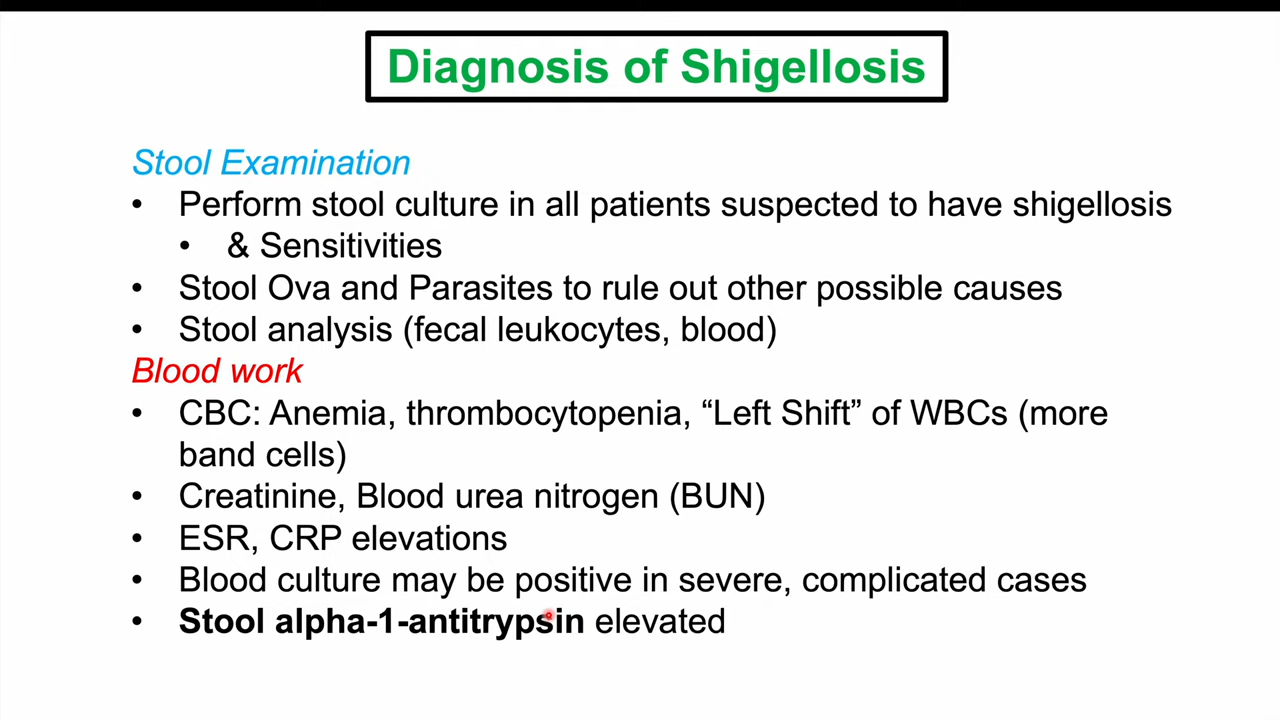 Diagnosis of Shigellosis
Stool Examination
• Perform stool culture in all patients suspected to have shigellosis
• & Sensitivities
• Stool Ova and Parasites to rule out other possible causes
• Stool analysis (fecal leukocytes, blood)
Blood work
• CBC: Anemia, thrombocytopenia, “Left Shift” of WBCs (more
band cells)
• Creatinine, Blood urea nitrogen (BUN)
• ESR, CRP elevations
• Blood culture may be positive in severe, complicated cases
• Stool alpha-1-antitrypsin elevated